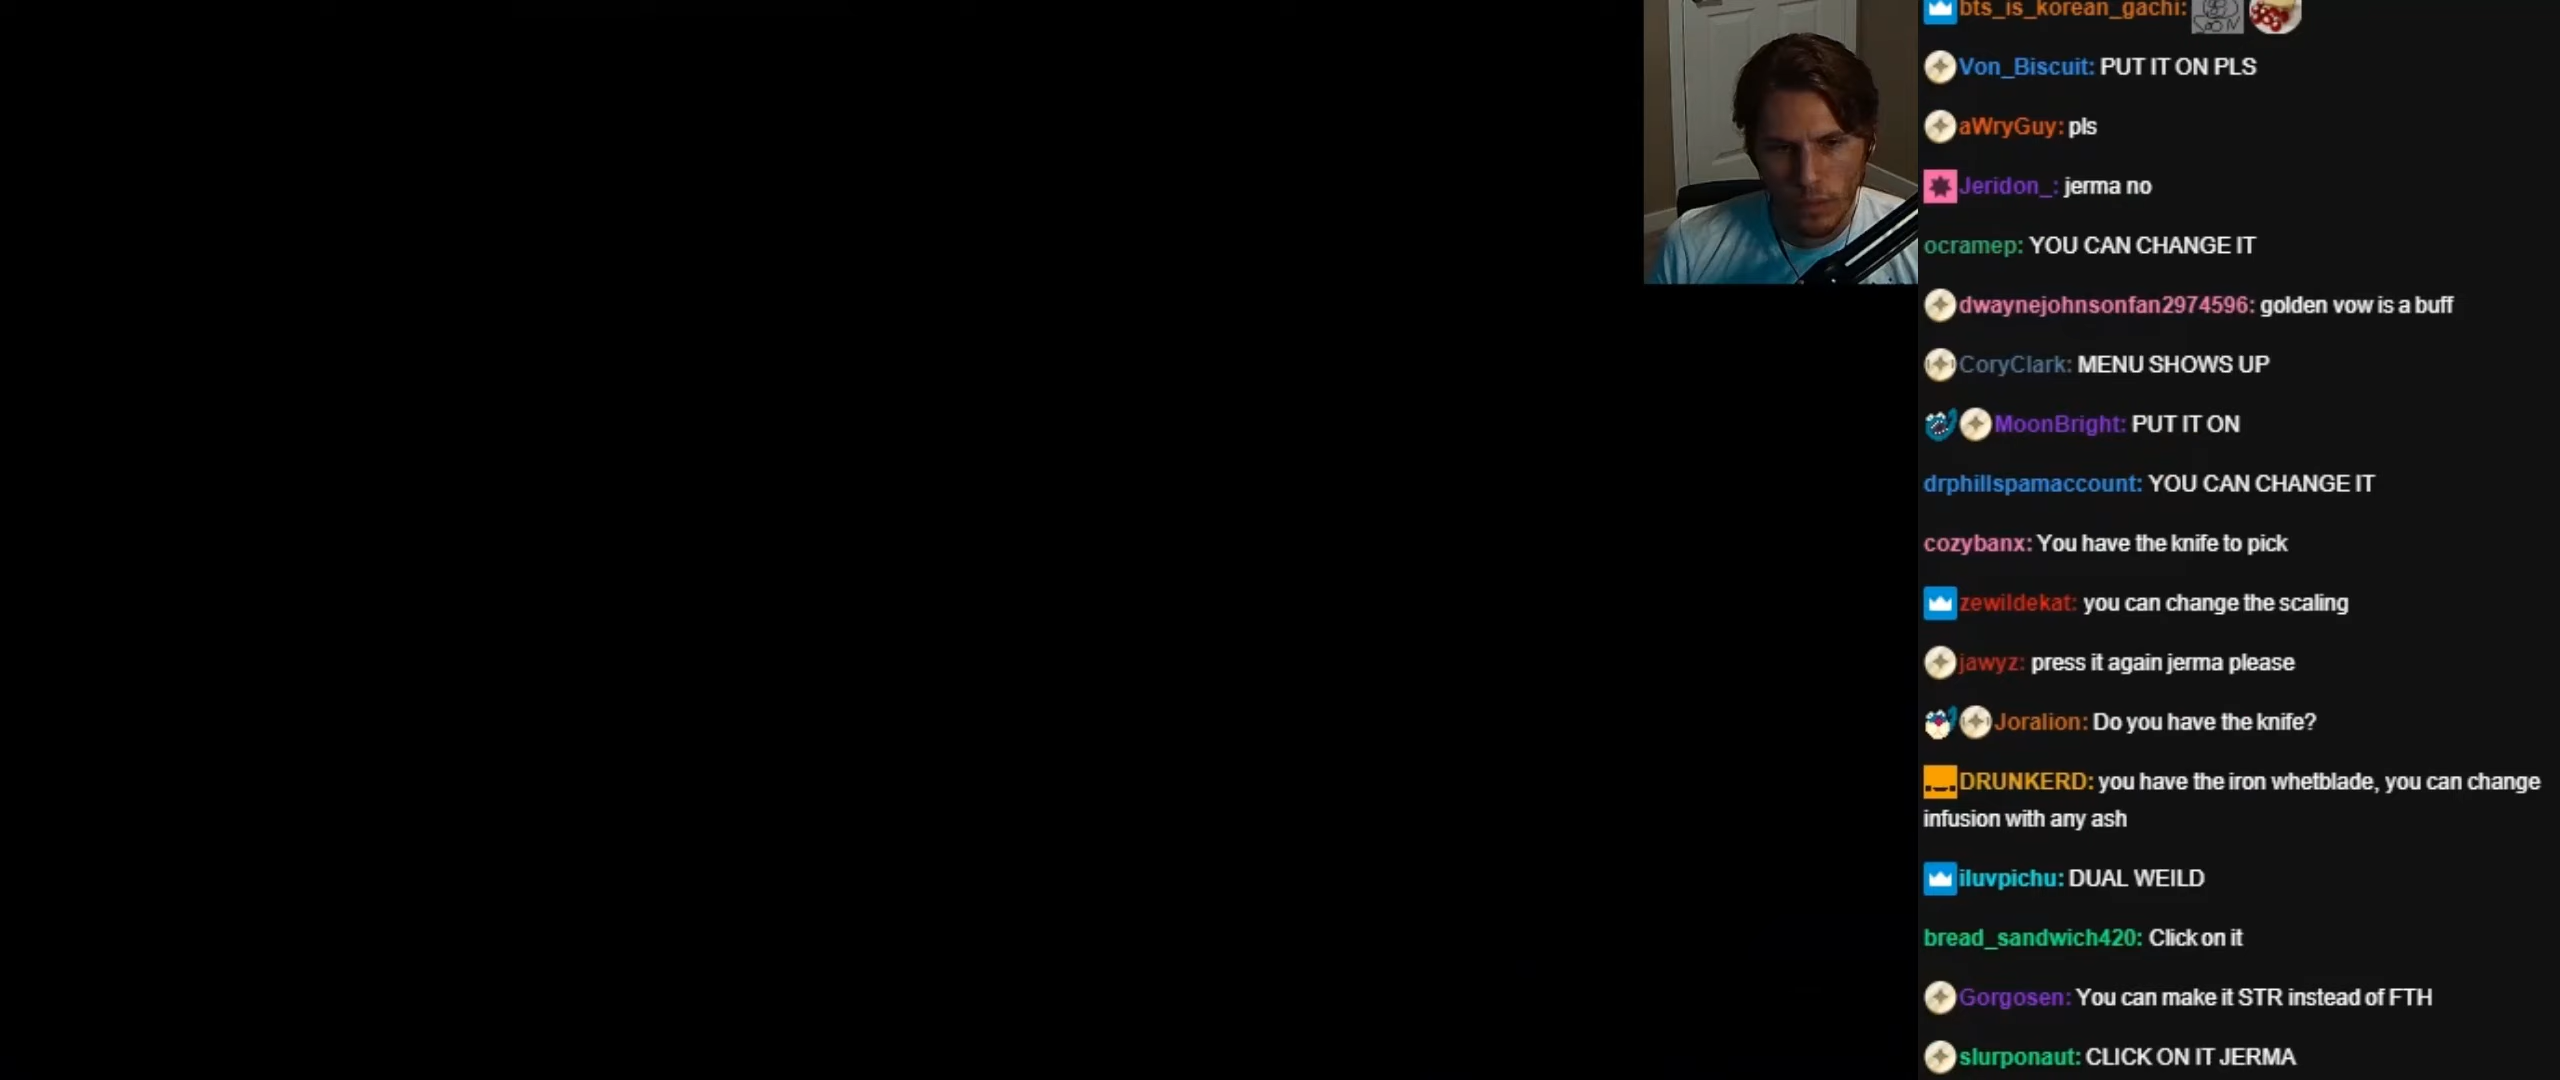 bts_is_korean_gachi:
Von_Biscuit: PUT IT ON PLS
aWryGuy: pls
Jeridon_: jerma no
ocramep: YOU CAN CHANGE IT
dwaynejohnsonfan2974596: golden vow is a buff
CoryClark: MENU SHOWS UP
MoonBright: PUT IT ON
drphillspamaccount: YOU CAN CHANGE IT
cozybanx: You have the knife to pick
zewildekat: you can change the scaling
jawyz: press it again jerma please
Joralion: Do you have the knife?
DRUNKERD: you have the iron whetblade, you can change
infusion with any ash
iluvpichu: DUAL WEILD
bread_sandwich420: Click on it
Gorgosen: You can make it STR instead of FTH
slurponaut: CLICK ON IT JERMA